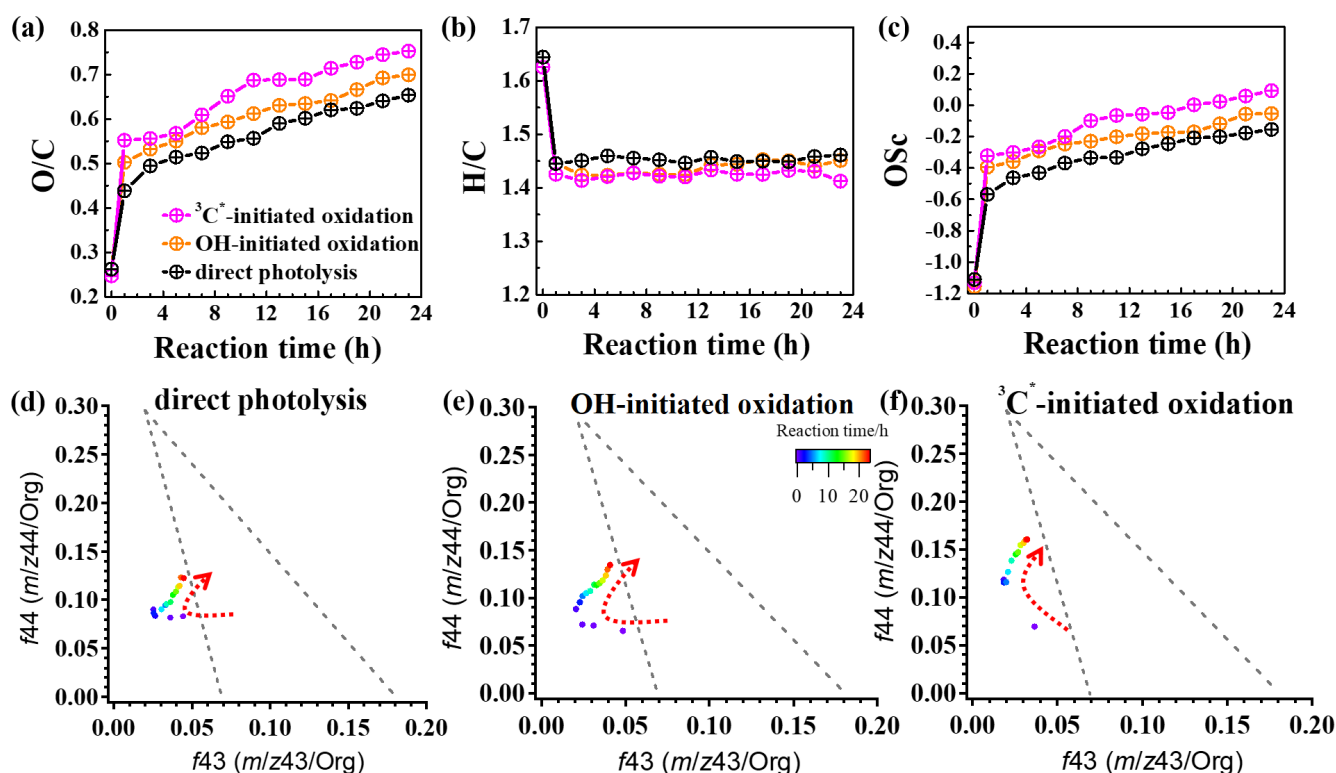 (a)
O/C
0.8
0.7
0.6
0.5
0.4
0.3
0.2
³C*-initiated oxidation
OH-initiated oxidation
direct photolysis
0 4 8 12 16 20 24
Reaction time (h)
(b)
H/C
1.7
1.6
1.5
1.4
1.3
1.2
0 4 8 12 16 20 24
Reaction time (h)
(c)
OSc
0.4
0.2
0.0
-0.2
-0.4
-0.6
-0.8
-1.0
-1.2
0 4 8 12 16 20 24
Reaction time (h)
(d)
direct photolysis
f44 (m/z44/Org)
0.30
0.25
0.20
0.15
0.10
0.05
0.00
0.00 0.05 0.10 0.15 0.20
f43 (m/z43/Org)
(e)
OH-initiated oxidation
Reaction time/h
0 10 20
f44 (m/z44/Org)
0.30
0.25
0.20
0.15
0.10
0.05
0.00
0.00 0.05 0.10 0.15 0.20
f43 (m/z43/Org)
(f)
³C*-initiated oxidation
f44 (m/z44/Org)
0.30
0.25
0.20
0.15
0.10
0.05
0.00
0.00 0.05 0.10 0.15 0.20
f43 (m/z43/Org)